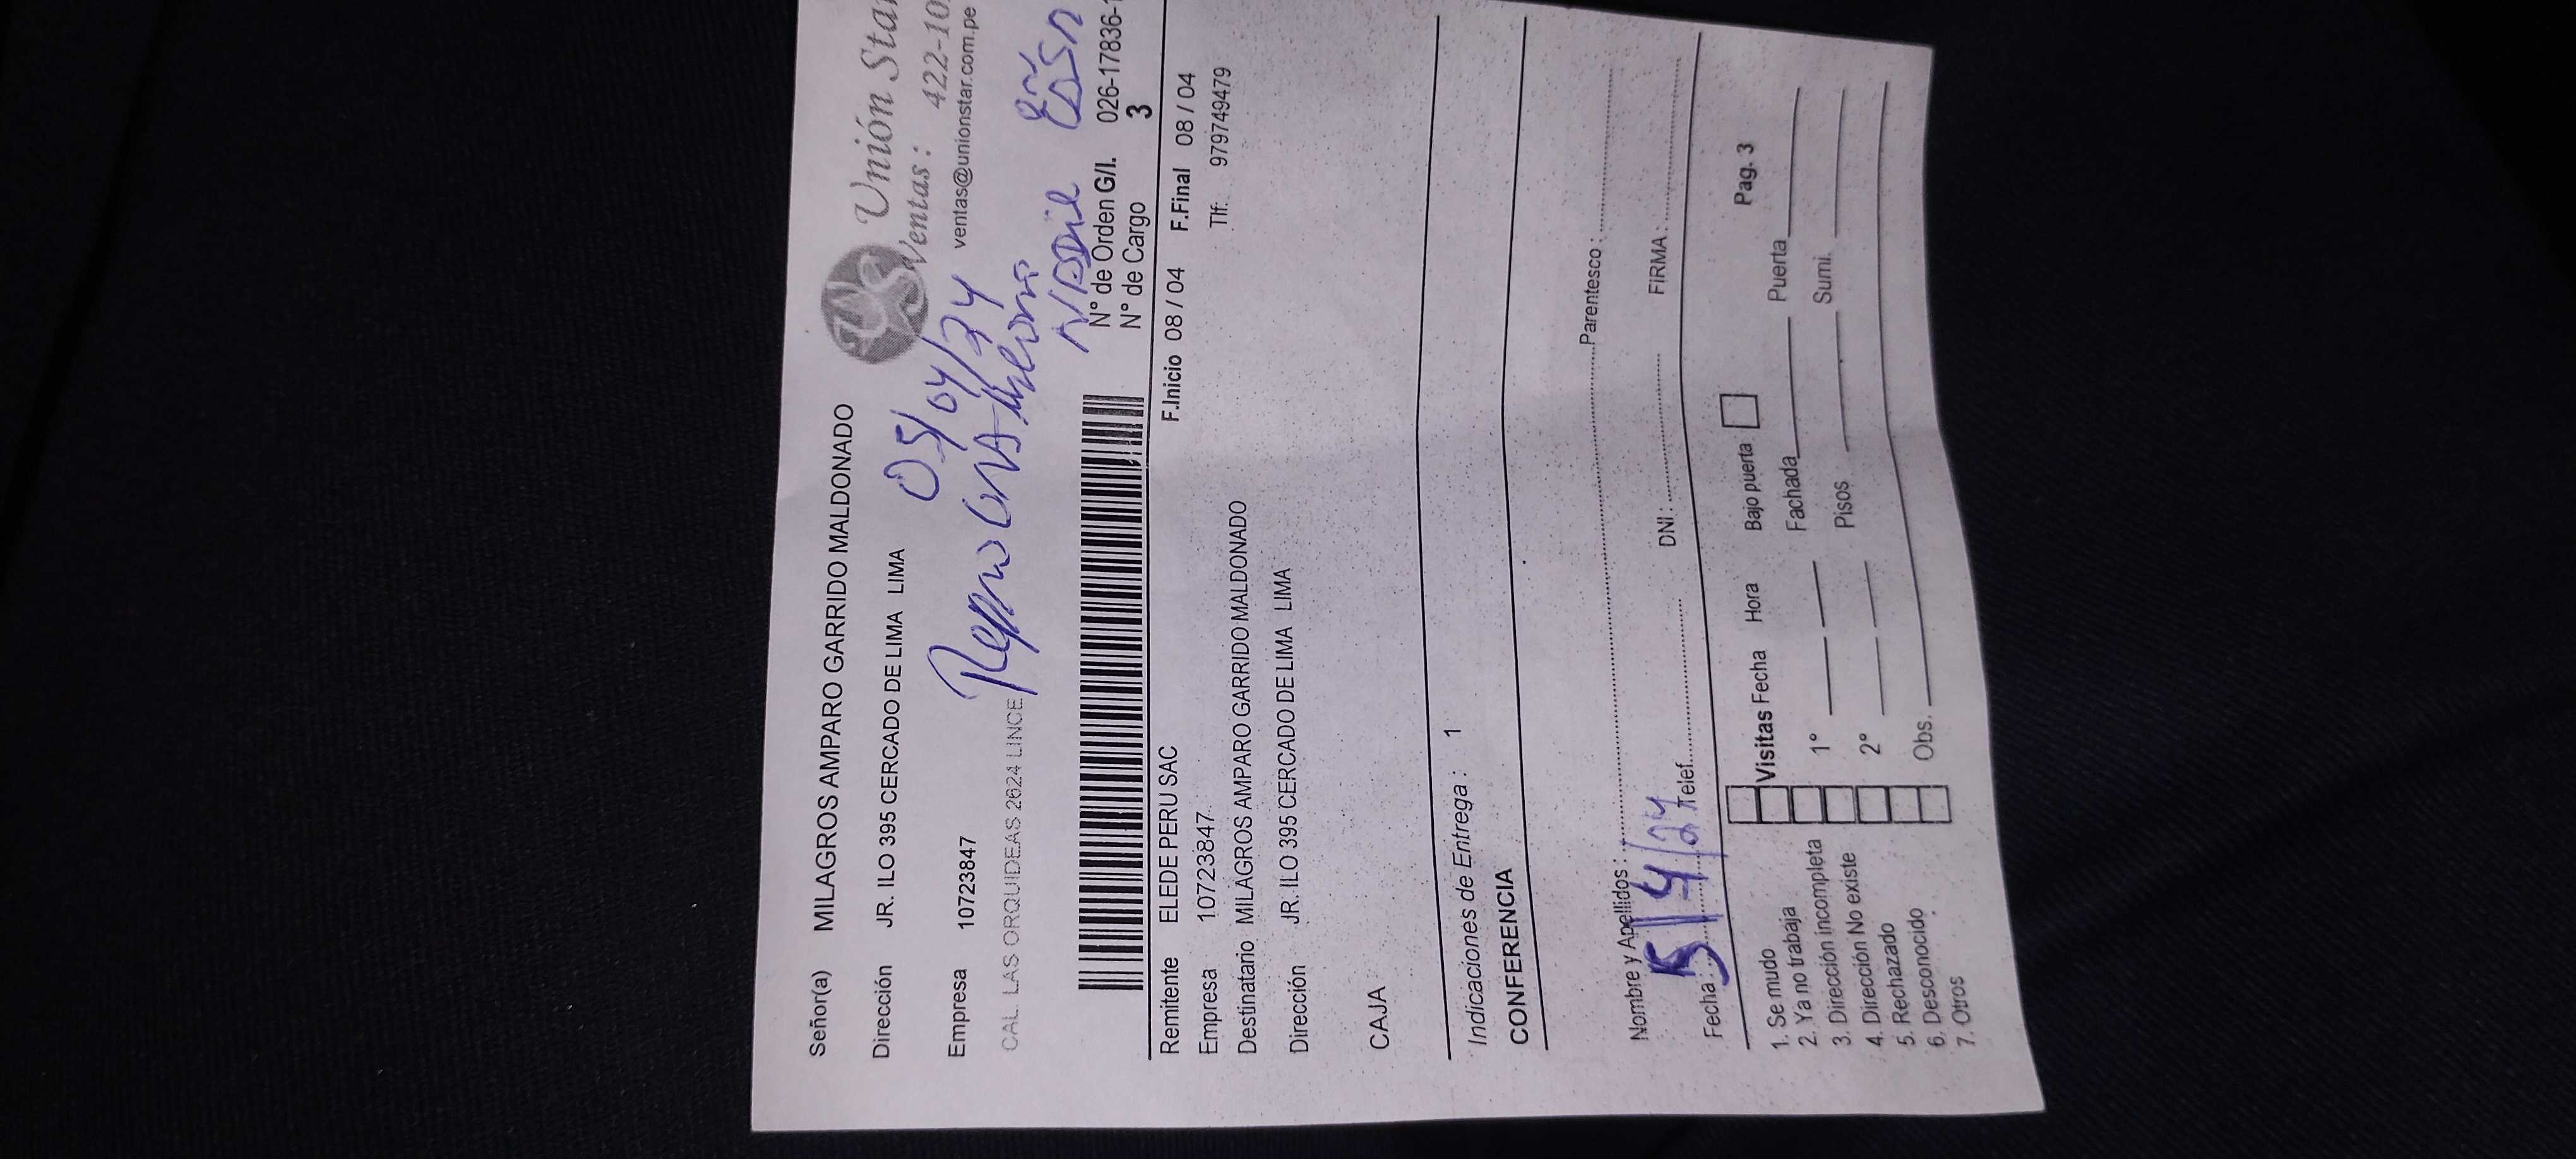 Señor(a) MILAGROS AMPARO GARRIDO MALDONADO
Unión Star
Ventas: 422-10
ventas@unionstar.com.pe
Dirección JR. ILO 395 CERCADO DE LIMA LIMA
05/04/24
Empresa 10723847
CAL. LAS ORQUIDEAS 2624 LINCE
N° de Orden G/I. 026-17836-1
N° de Cargo 3
Remitente ELEDE PERU SAC F.Inicio 08 / 04 F.Final 08 / 04
Empresa 10723847 Tlf. 979749479
Destinatario MILAGROS AMPARO GARRIDO MALDONADO
Dirección JR. ILO 395 CERCADO DE LIMA LIMA
CAJA
Indicaciones de Entrega : 1
CONFERENCIA
Nombre y Apellidos : Parentesco :
Fecha : 5/4/24 Telef. DNI : FIRMA :
1. Se mudo
2. Ya no trabaja
3. Dirección incompleta
4. Dirección No existe
5. Rechazado
6. Desconocido
7. Otros
Visitas Fecha Hora Bajo puerta Pag. 3
1° Fachada Puerta
2° Pisos Sumi.
Obs.